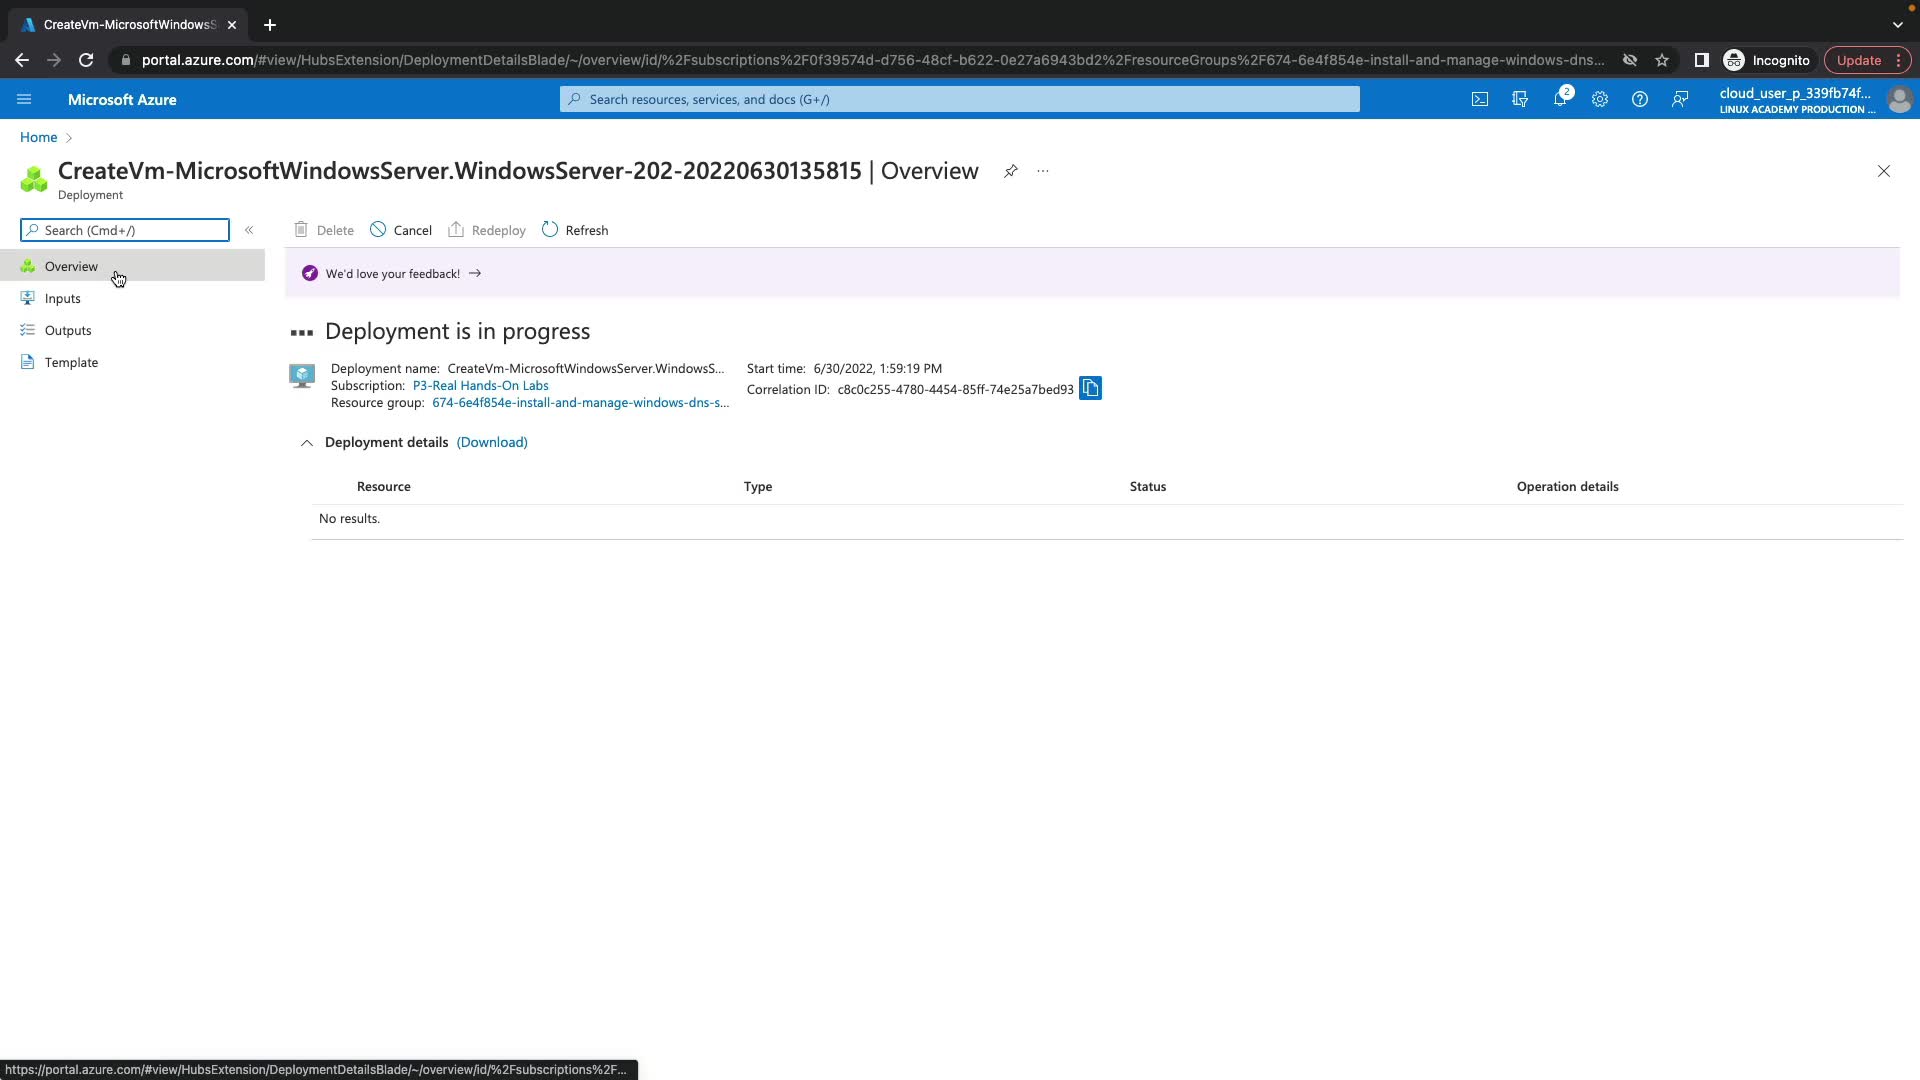 CreateVm-MicrosoftWindowsS
portal.azure.com/#view/HubsExtension/DeploymentDetailsBlade/~/overview/id/%2Fsubscriptions%2F0f39574d-d756-48cf-b622-0e27a6943bd2%2FresourceGroups%2F674-6e4f854e-install-and-manage-windows-dns... Incognito Update
Microsoft Azure Search resources, services, and docs (G+/) 2 cloud_user_p_339fb74f...
LINUX ACADEMY PRODUCTION ...
Home >
CreateVm-MicrosoftWindowsServer.WindowsServer-202-20220630135815 | Overview ...
Deployment
Search (Cmd+/) « Delete Cancel Redeploy Refresh
Overview
We'd love your feedback! →
Inputs
Outputs
Template
Deployment is in progress
Deployment name: CreateVm-MicrosoftWindowsServer.WindowsS... Start time: 6/30/2022, 1:59:19 PM
Subscription: P3-Real Hands-On Labs Correlation ID: c8c0c255-4780-4454-85ff-74e25a7bed93
Resource group: 674-6e4f854e-install-and-manage-windows-dns-s...
Deployment details (Download)
Resource Type Status Operation details
No results.
https://portal.azure.com/#view/HubsExtension/DeploymentDetailsBlade/~/overview/id/%2Fsubscriptions%2F...